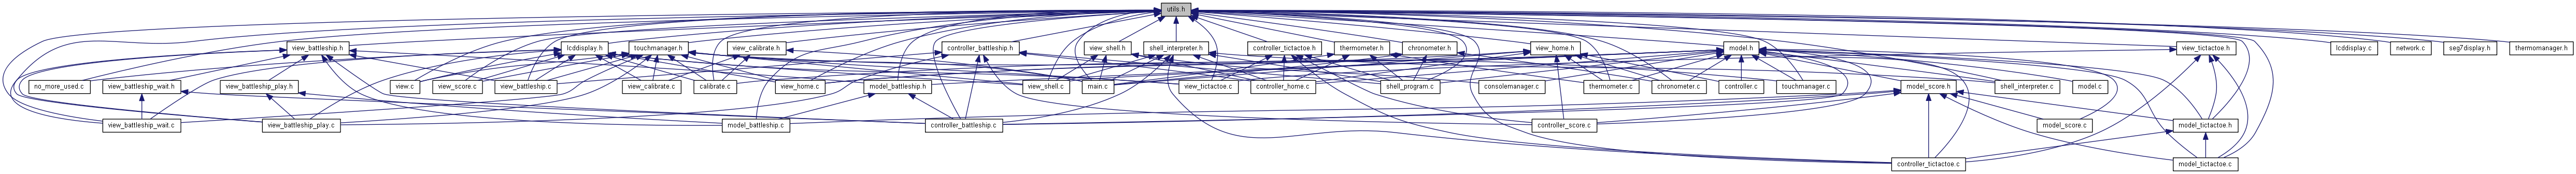 utils.h
view_battleship.h
lcddisplay.h
touchmanager.h
view_calibrate.h
controller_battleship.h
view_shell.h
shell_interpreter.h
controller_tictactoe.h
thermometer.h
chronometer.h
view_home.h
model.h
view_tictactoe.h
lcddisplay.c
network.c
seg7display.h
thermomanager.h
no_more_used.c
view_battleship_wait.h
view_battleship_play.h
view.c
view_score.c
view_battleship.c
view_calibrate.c
calibrate.c
view_home.c
model_battleship.h
view_shell.c
main.c
view_tictactoe.c
controller_home.c
shell_program.c
consolemanager.c
thermometer.c
chronometer.c
controller.c
touchmanager.c
model_score.h
shell_interpreter.c
model.c
view_battleship_wait.c
view_battleship_play.c
model_battleship.c
controller_battleship.c
controller_score.c
model_score.c
model_tictactoe.h
controller_tictactoe.c
model_tictactoe.c